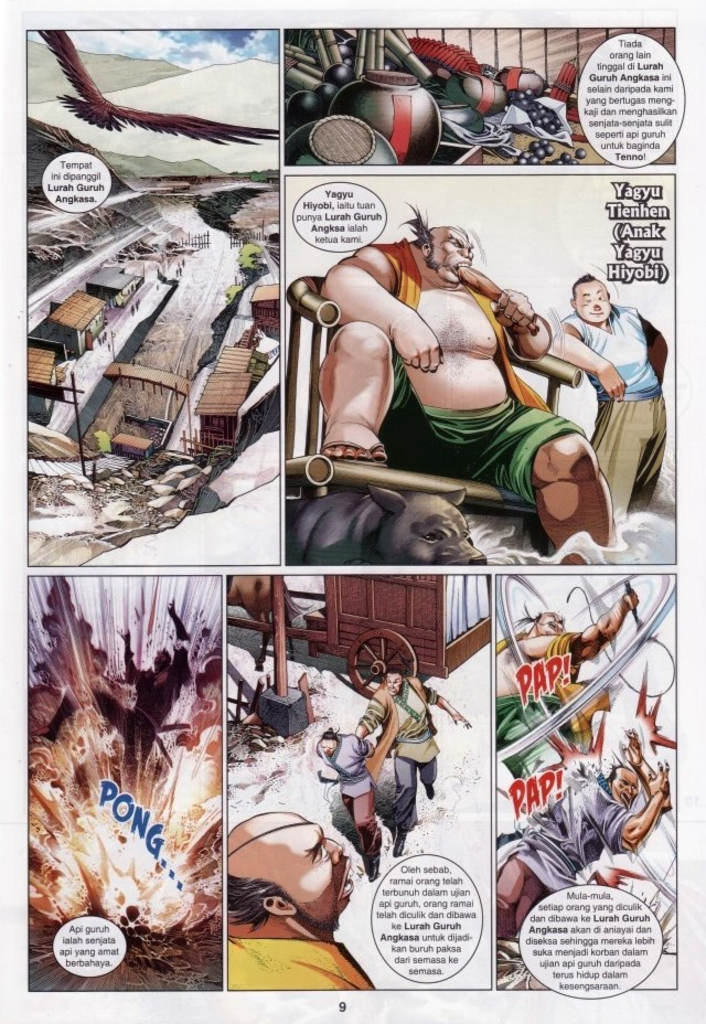 Tempat
ini dipanggil
Lurah Guruh
Angkasa.
Tiada
orang lain
tinggal di Lurah
Guruh Angkasa ini
selain daripada kami
yang bertugas meng-
kaji dan menghasilkan
senjata-senjata sulit
seperti api guruh
untuk baginda
Tenno!
Yagyu
Hiyobi, iaitu tuan
punya Lurah Guruh
Angksa ialah
ketua kami.
Yagyu
Tienhen
(Anak
Yagyu
Hiyobi)
PONG...
Api guruh
ialah senjata
api yang amat
berbahaya.
Oleh sebab,
ramai orang telah
terbunuh dalam ujian
api guruh, orang ramai
telah diculik dan dibawa
ke Lurah Guruh
Angkasa untuk dijadi-
kan buruh paksa
dari semasa ke
semasa.
PAP!
PAP!
Mula-mula,
setiap orang yang diculik
dan dibawa ke Lurah Guruh
Angkasa akan di aniayai dan
diseksa sehingga mereka lebih
suka menjadi korban dalam
ujian api guruh daripada
terus hidup dalam
kesengsaraan.
9